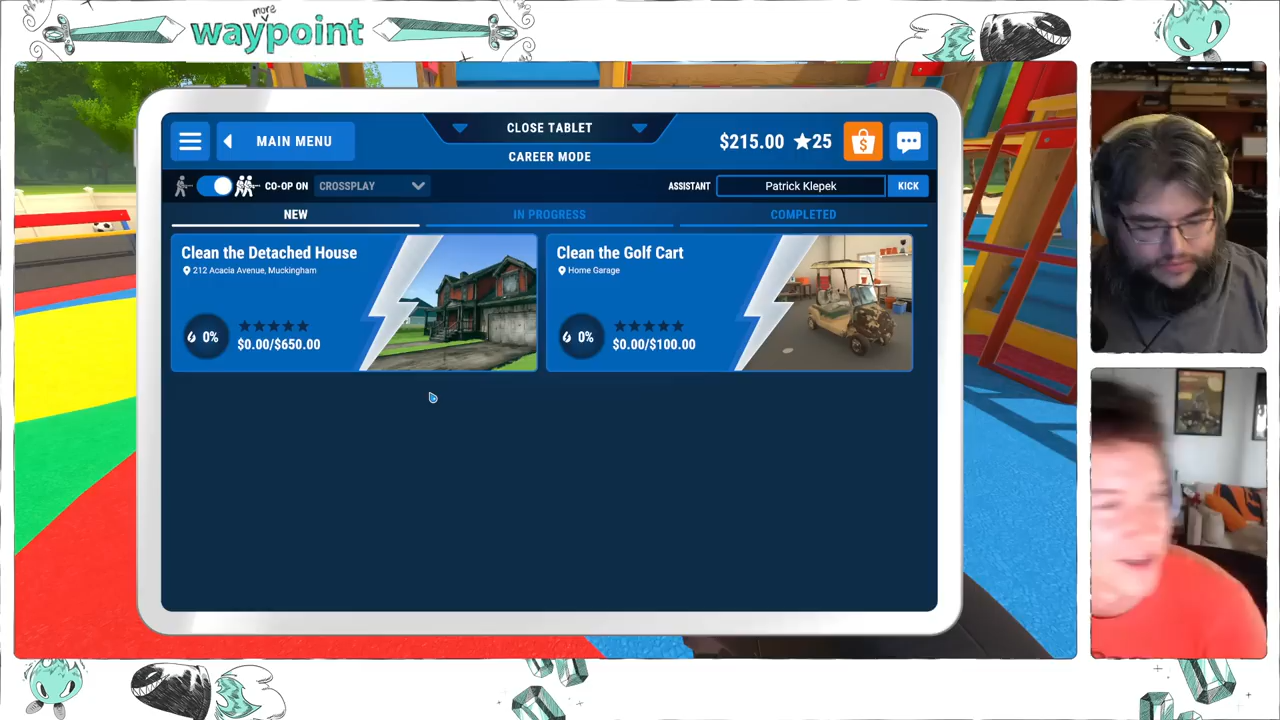 more
waypoint
CLOSE TABLET
MAIN MENU
CAREER MODE
$215.00 ★25
CO-OP ON
CROSSPLAY
ASSISTANT
Patrick Klepek
KICK
NEW
IN PROGRESS
COMPLETED
Clean the Detached House
212 Acacia Avenue, Muckingham
0%
$0.00/$650.00
Clean the Golf Cart
Home Garage
0%
$0.00/$100.00